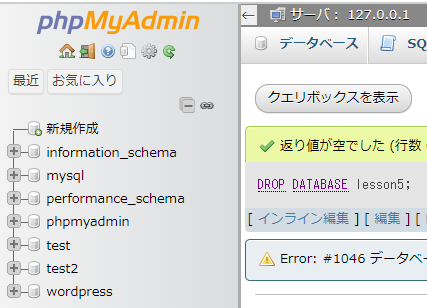 phpMyAdmin
最近 お気に入り
新規作成
information_schema
mysql
performance_schema
phpmyadmin
test
test2
wordpress
サーバ: 127.0.0.1
データベース SQ
クエリボックスを表示
返り値が空でした (行数
DROP DATABASE lesson5;
[ インライン編集 ] [ 編集 ] [
Error: #1046 データベー